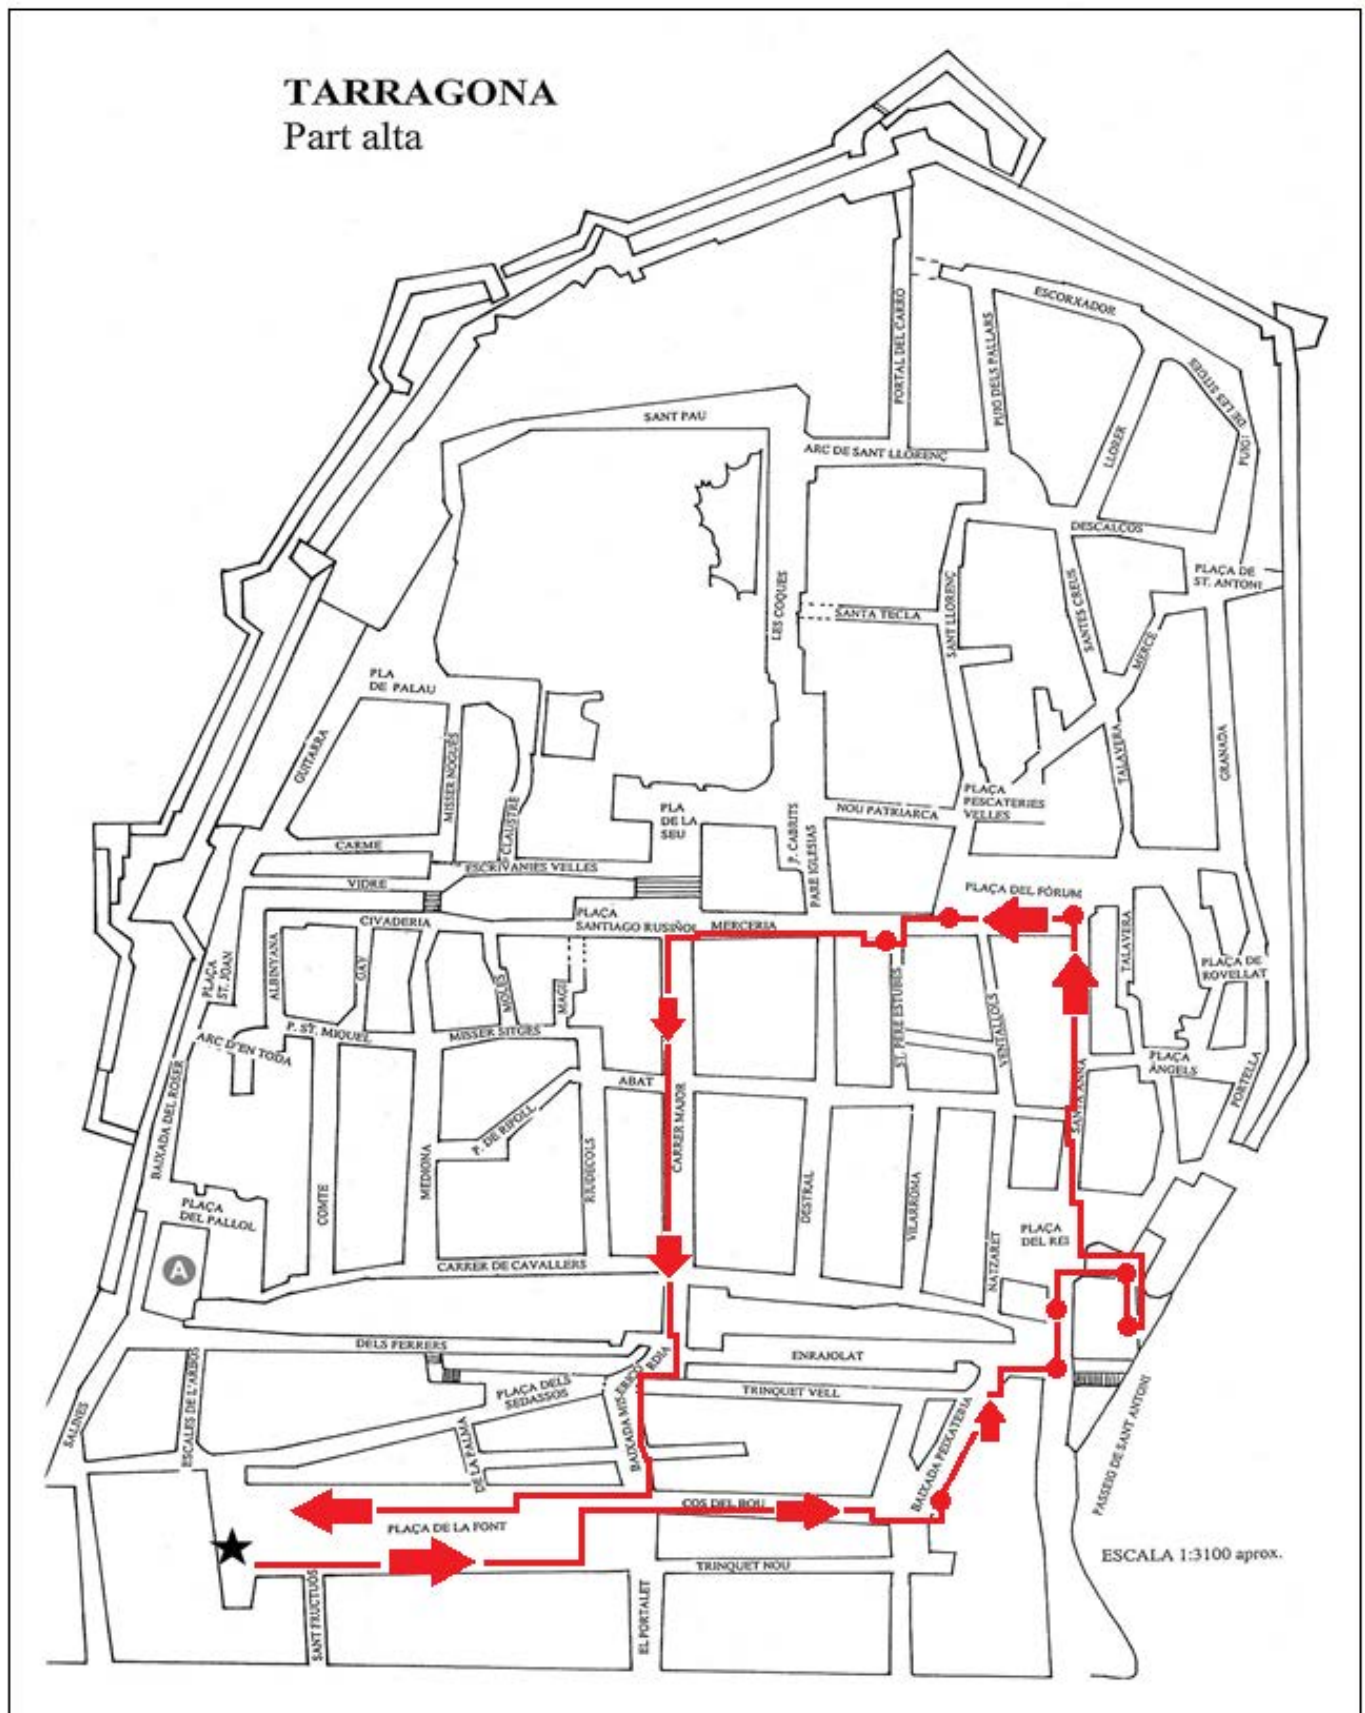 TARRAGONA
Part alta
ESCORXADOR
PORTAL DEL CARRO
PUIG DELS PALLARS
PUIG
DE LES SITGES
SANT PAU
LLORER
ARC DE SANT LLORENÇ
DESCALÇOS
PLAÇA DE
ST. ANTONI
LES COQUES
SANTA TECLA
SANT LLORENÇ
SANTES CREUS
MERCÈ
PLA
DE PALAU
GUITARRA
MISSER NOGUÉS
CLAUSTRE
PLA
DE LA
SEU
P. CABRITS
PARE IGLESIAS
NOU PATRIARCA
PLAÇA
PESCATERIES
VELLES
TALAVERA
GRANADA
CARME
ESCRIVANIES VELLES
VIDRE
PLAÇA DEL FÒRUM
CIVADERIA
PLAÇA
SANTIAGO RUSIÑOL
MERCERIA
TALAVERA
PLAÇA DE
ROVELLAT
PLAÇA
ST. JOAN
ALBINYANA
GAY
MOLES
MAGÍ
ST. PERE ESTUBES
VENTALLOLS
P. ST. MIQUEL
MISSER SITGES
ARC D'EN TODA
PLAÇA
ÀNGELS
PORTELLA
BAIXADA DEL ROSER
ABAT
CARRER MAJOR
SANTA ANNA
P. DE RIPOLL
MEDIONA
RIUDECOLS
COMTE
DESTRAL
VILARROMA
PLAÇA
DEL PALLOL
PLAÇA
DEL REI
NATZARET
A
CARRER DE CAVALLERS
DELS FERRERS
ENRAJOLAT
ESCALES DE L'ARBÓS
BAIXADA MISERICÒRDIA
PLAÇA DELS
SEDASSOS
TRINQUET VELL
SALINES
DE LA PALMA
BAIXADA PEIXATERIA
PASSEIG DE SANT ANTONI
COS DEL BOU
PLAÇA DE LA FONT
TRINQUET NOU
ESCALA 1:3100 aprox.
SANT FRUCTUÓS
EL PORTALET